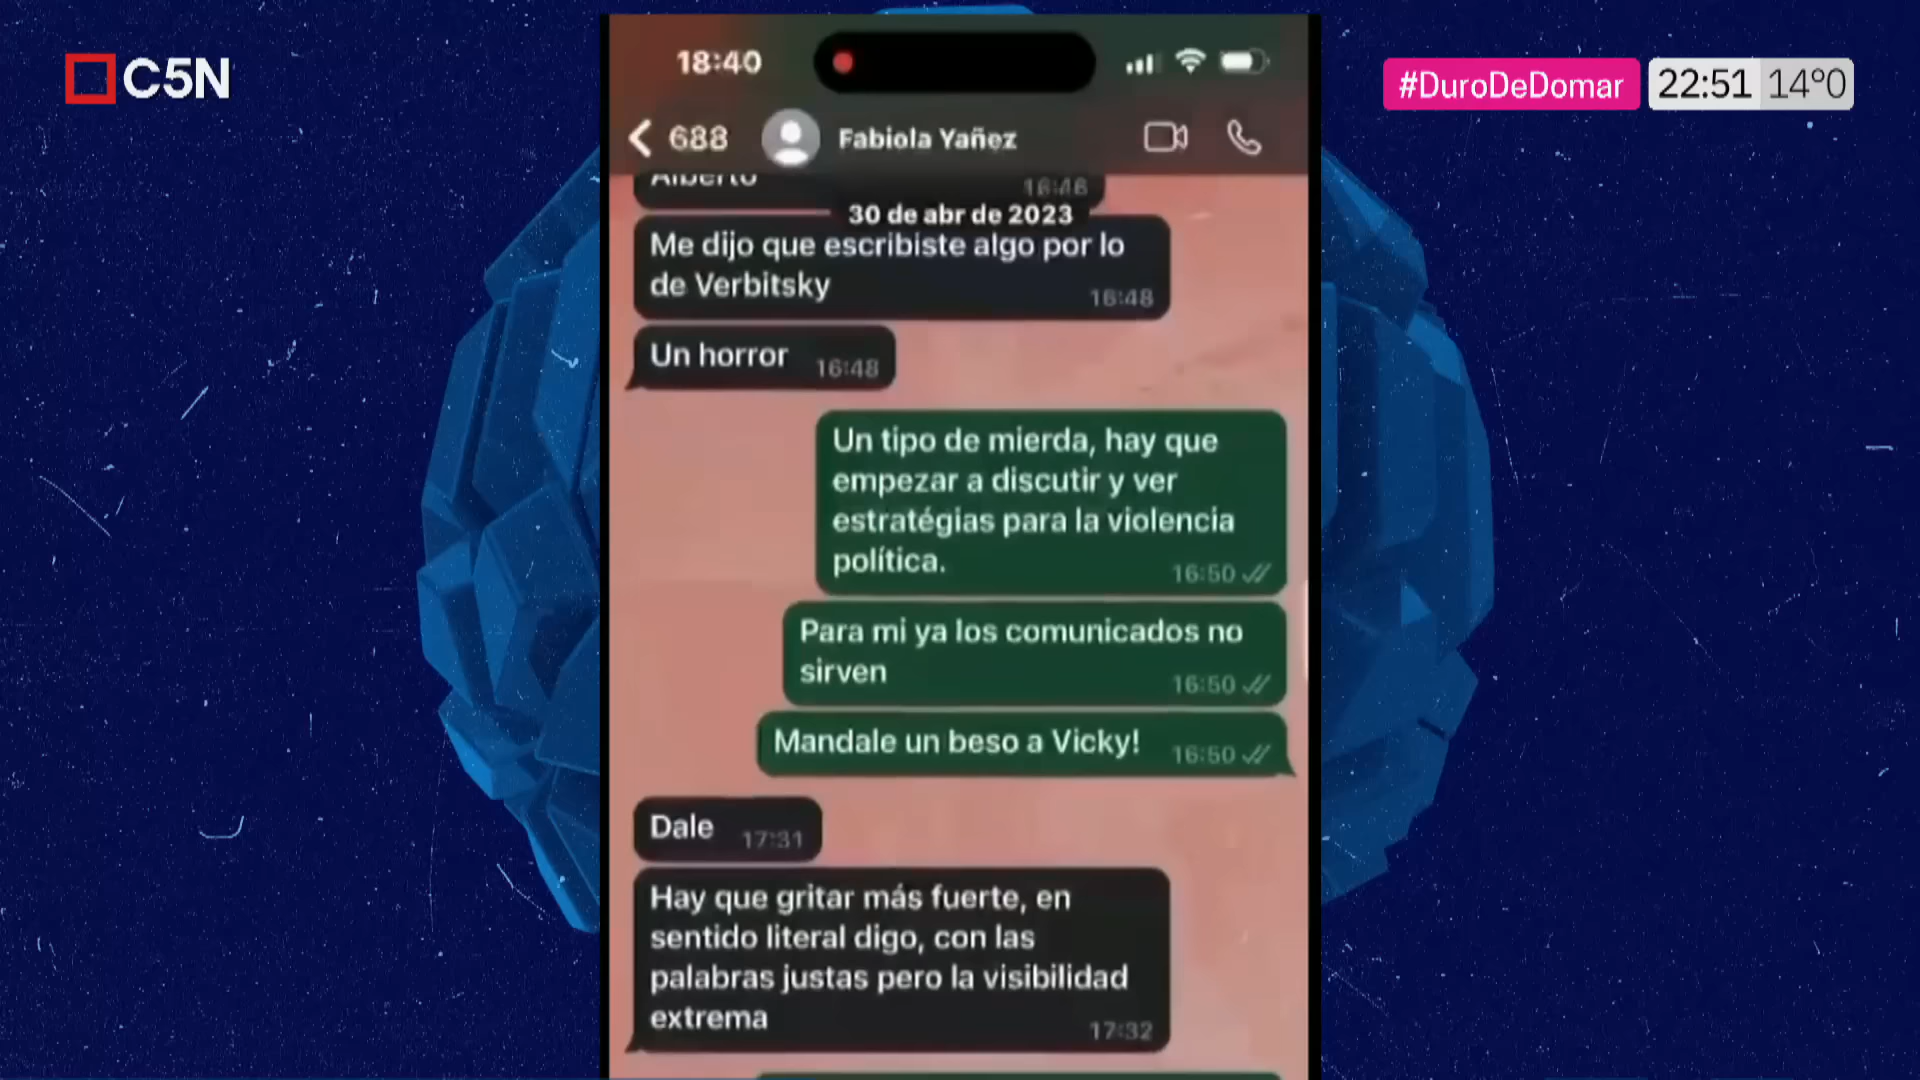 C5N
#DuroDeDomar
22:51 14º0
18:40
688 Fabiola Yañez
Alberto 16:48
30 de abr de 2023
Me dijo que escribiste algo por lo
de Verbitsky 16:48
Un horror 16:48
Un tipo de mierda, hay que
empezar a discutir y ver
estratégias para la violencia
política. 16:50
Para mi ya los comunicados no
sirven 16:50
Mandale un beso a Vicky! 16:50
Dale 17:31
Hay que gritar más fuerte, en
sentido literal digo, con las
palabras justas pero la visibilidad
extrema 17:32